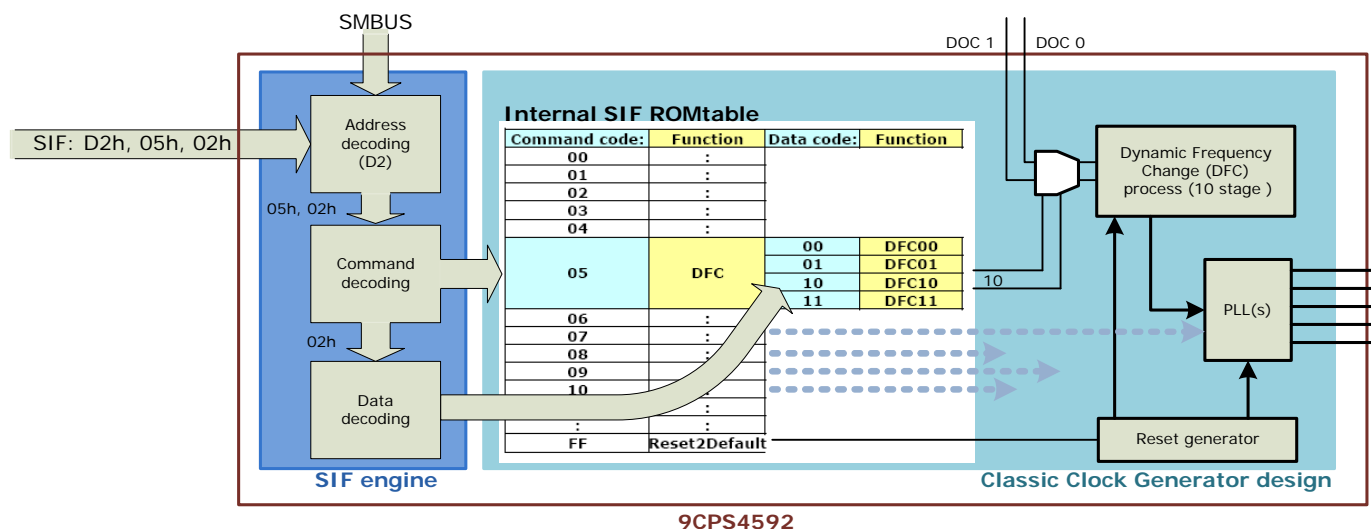 SMBUS
DOC 1
DOC 0
SIF: D2h, 05h, 02h
Address
decoding
(D2)
05h, 02h
Command
decoding
02h
Data
decoding
SIF engine
Internal SIF ROMtable
Command code: Function Data code: Function
00 :
01 :
02 :
03 :
04 :
05 DFC
00 DFC00
01 DFC01
10 DFC10
11 DFC11
06 :
07 :
08 :
09 :
10
: :
: :
FF Reset2Default
10
Dynamic Frequency
Change (DFC)
process (10 stage )
PLL(s)
Reset generator
Classic Clock Generator design
9CPS4592